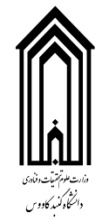 وزارت علوم تحقیقات و فناوری
دانشگاه گنبد کاووس